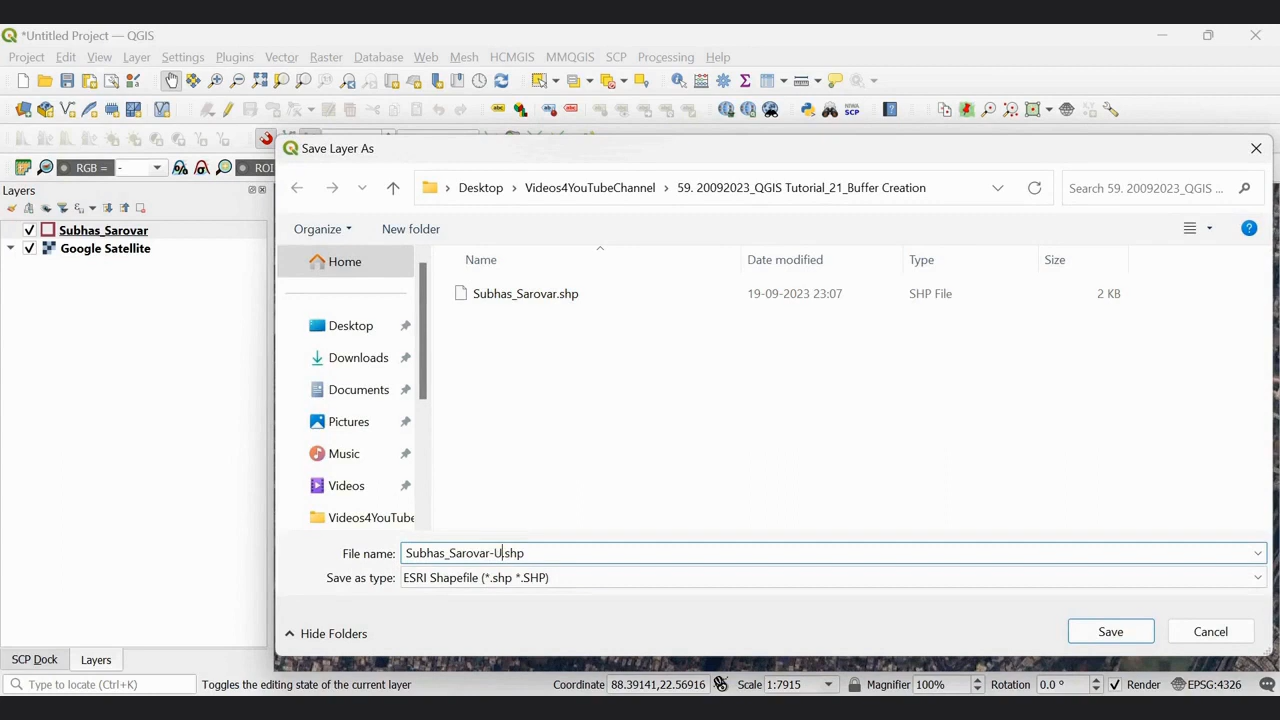 *Untitled Project — QGIS
Project Edit View Layer Settings Plugins Vector Raster Database Web Mesh HCMGIS MMQGIS SCP Processing Help
RGB = - ROI
Save Layer As
Layers
Desktop Videos4YouTubeChannel 59. 20092023_QGIS Tutorial_21_Buffer Creation Search 59. 20092023_QGIS ...
Subhas_Sarovar
Organize New folder
Google Satellite
Home
Name Date modified Type Size
Subhas_Sarovar.shp 19-09-2023 23:07 SHP File 2 KB
Desktop
Downloads
Documents
Pictures
Music
Videos
Videos4YouTube
File name: Subhas_Sarovar-U.shp
Save as type: ESRI Shapefile (*.shp *.SHP)
Hide Folders Save Cancel
SCP Dock Layers
Type to locate (Ctrl+K) Toggles the editing state of the current layer Coordinate 88.39141,22.56916 Scale 1:7915 Magnifier 100% Rotation 0.0 ° Render EPSG:4326